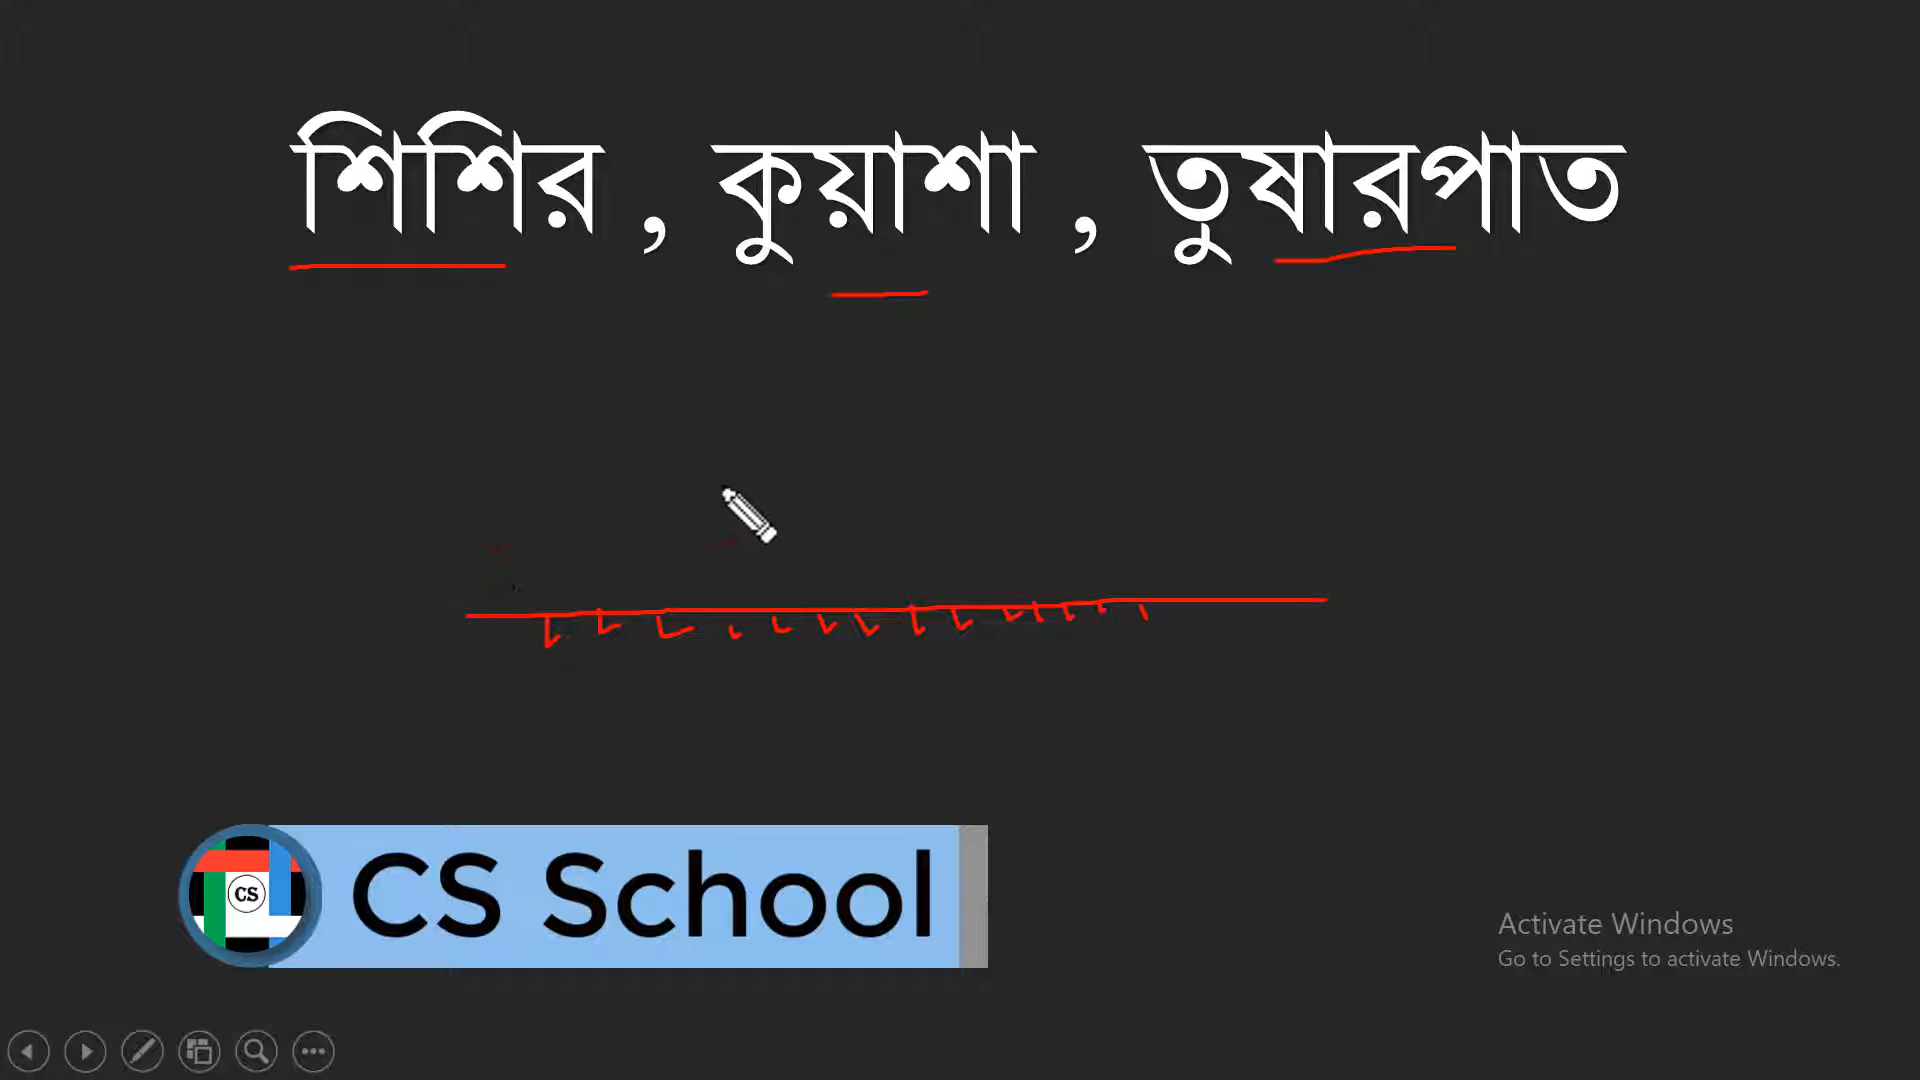 শিশির , কুয়াশা , তুষারপাত
CS
CS School
Activate Windows
Go to Settings to activate Windows.